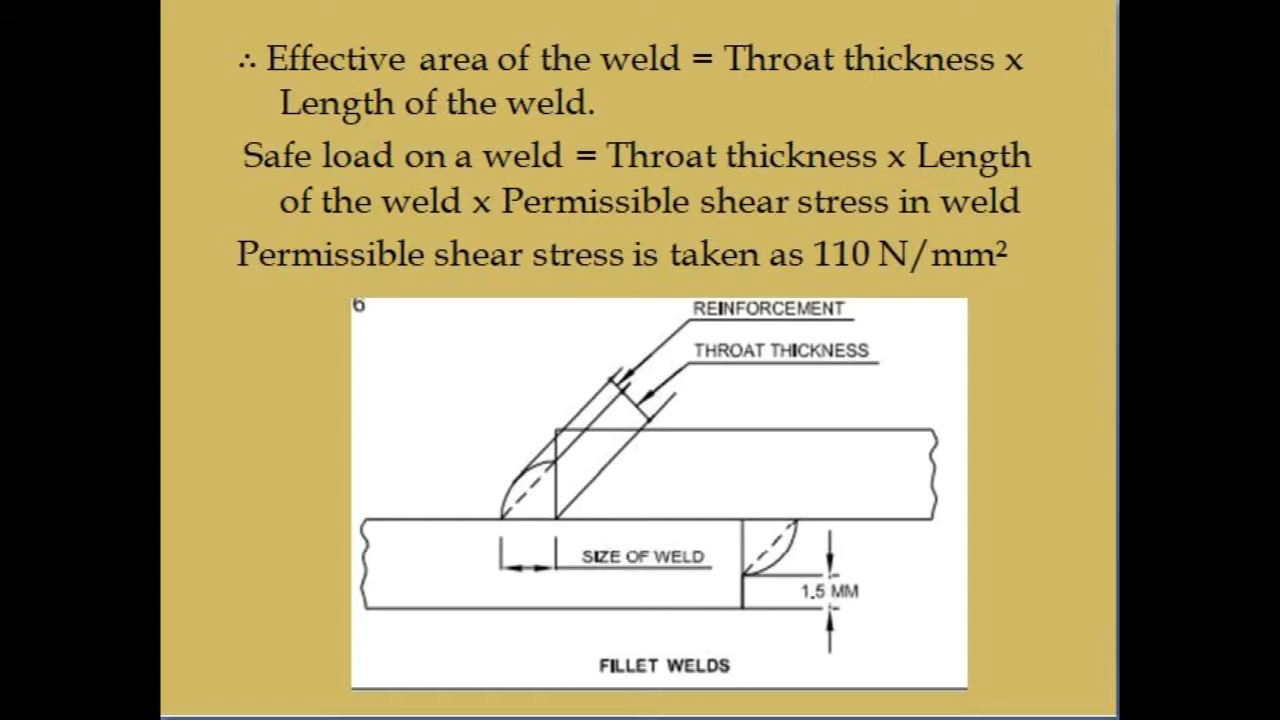 ∴ Effective area of the weld = Throat thickness x
Length of the weld.
Safe load on a weld = Throat thickness x Length
of the weld x Permissible shear stress in weld
Permissible shear stress is taken as 110 N/mm²
6
REINFORCEMENT
THROAT THICKNESS
SIZE OF WELD
1.5 MM
FILLET WELDS